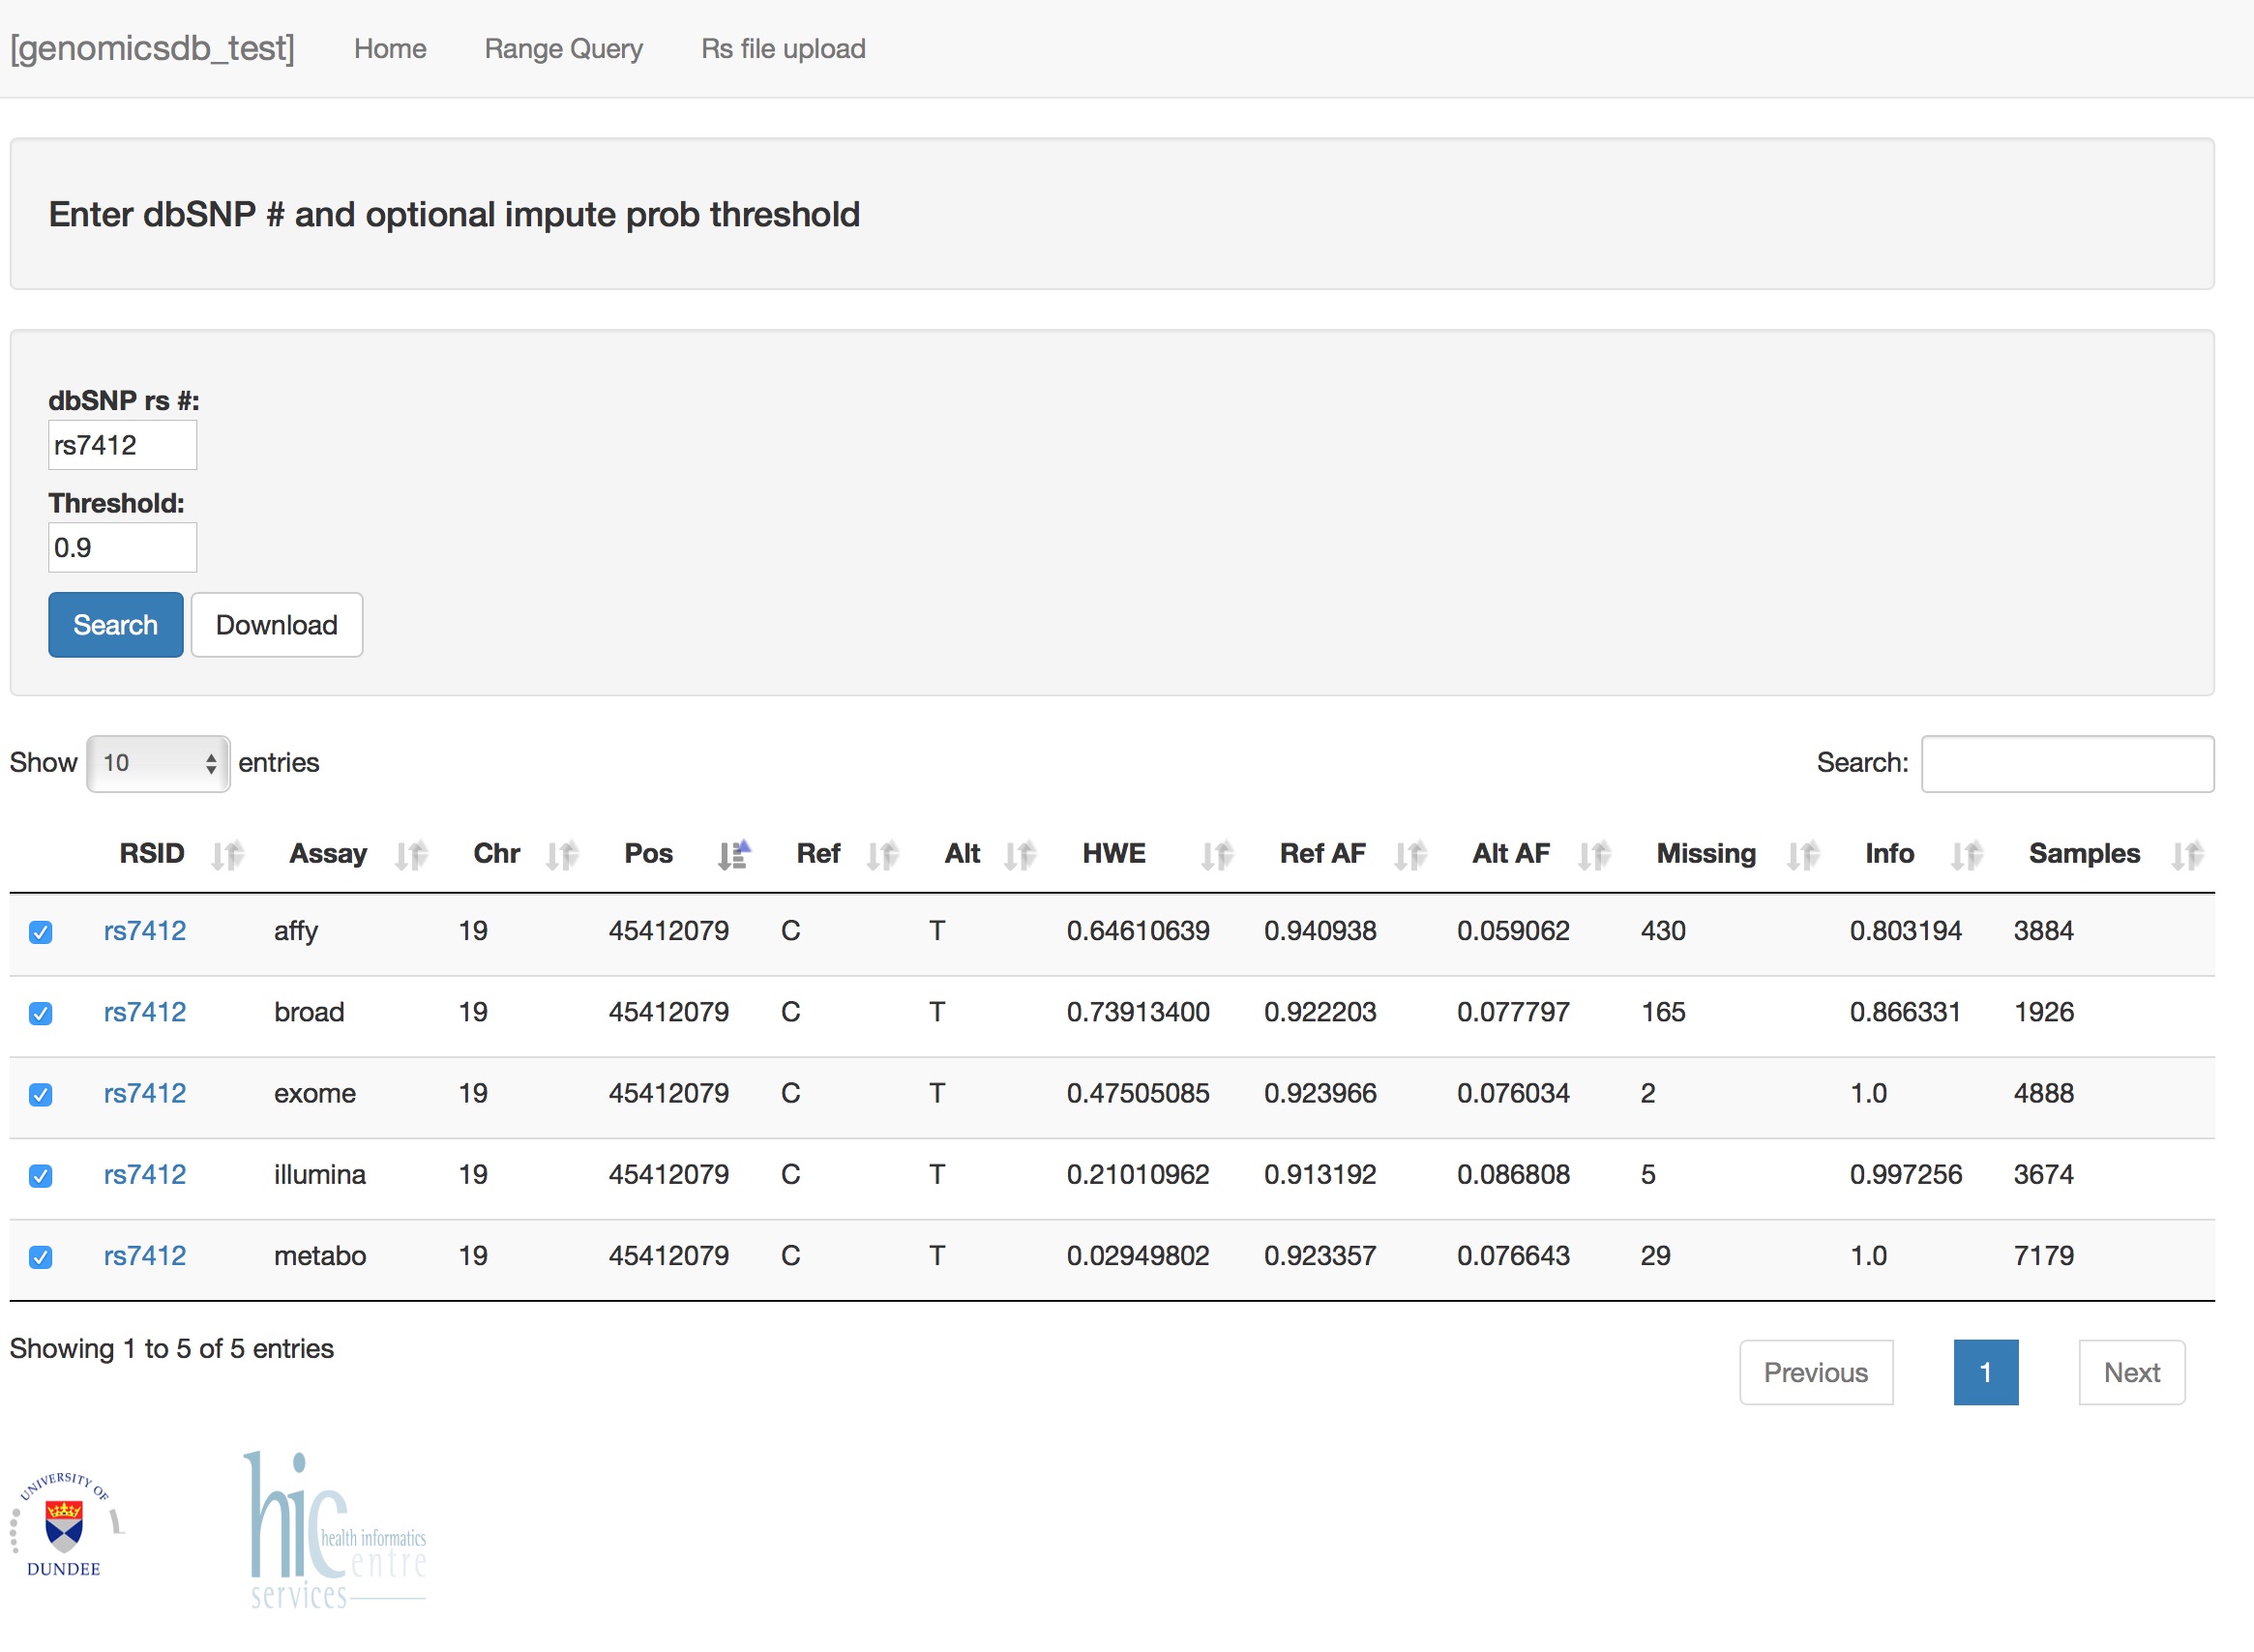 [genomicsdb_test] Home Range Query Rs file upload
Enter dbSNP # and optional impute prob threshold
dbSNP rs #:
rs7412
Threshold:
0.9
Search Download
Show 10 entries Search:
RSID Assay Chr Pos Ref Alt HWE Ref AF Alt AF Missing Info Samples
rs7412 affy 19 45412079 C T 0.64610639 0.940938 0.059062 430 0.803194 3884
rs7412 broad 19 45412079 C T 0.73913400 0.922203 0.077797 165 0.866331 1926
rs7412 exome 19 45412079 C T 0.47505085 0.923966 0.076034 2 1.0 4888
rs7412 illumina 19 45412079 C T 0.21010962 0.913192 0.086808 5 0.997256 3674
rs7412 metabo 19 45412079 C T 0.02949802 0.923357 0.076643 29 1.0 7179
Showing 1 to 5 of 5 entries
Previous 1 Next
UNIVERSITY OF
DUNDEE
hic
health informatics
entre
services